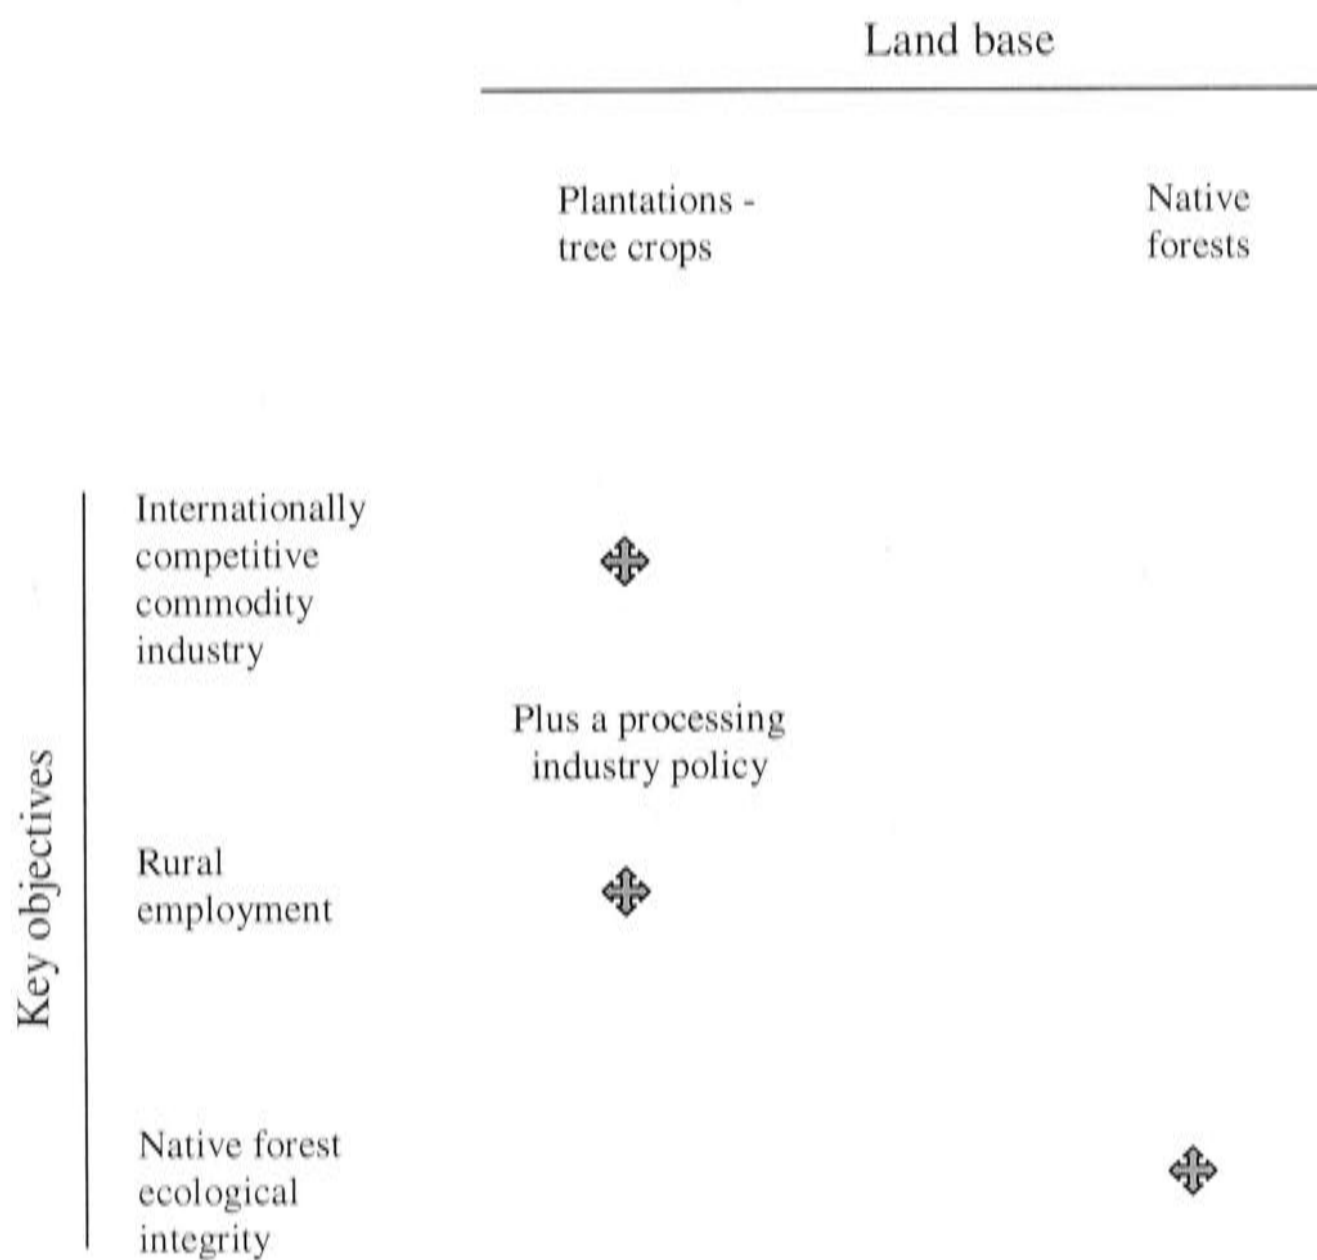 Land base
Plantations -
tree crops
Native
forests
Key objectives
Internationally
competitive
commodity
industry
Plus a processing
industry policy
Rural
employment
Native forest
ecological
integrity